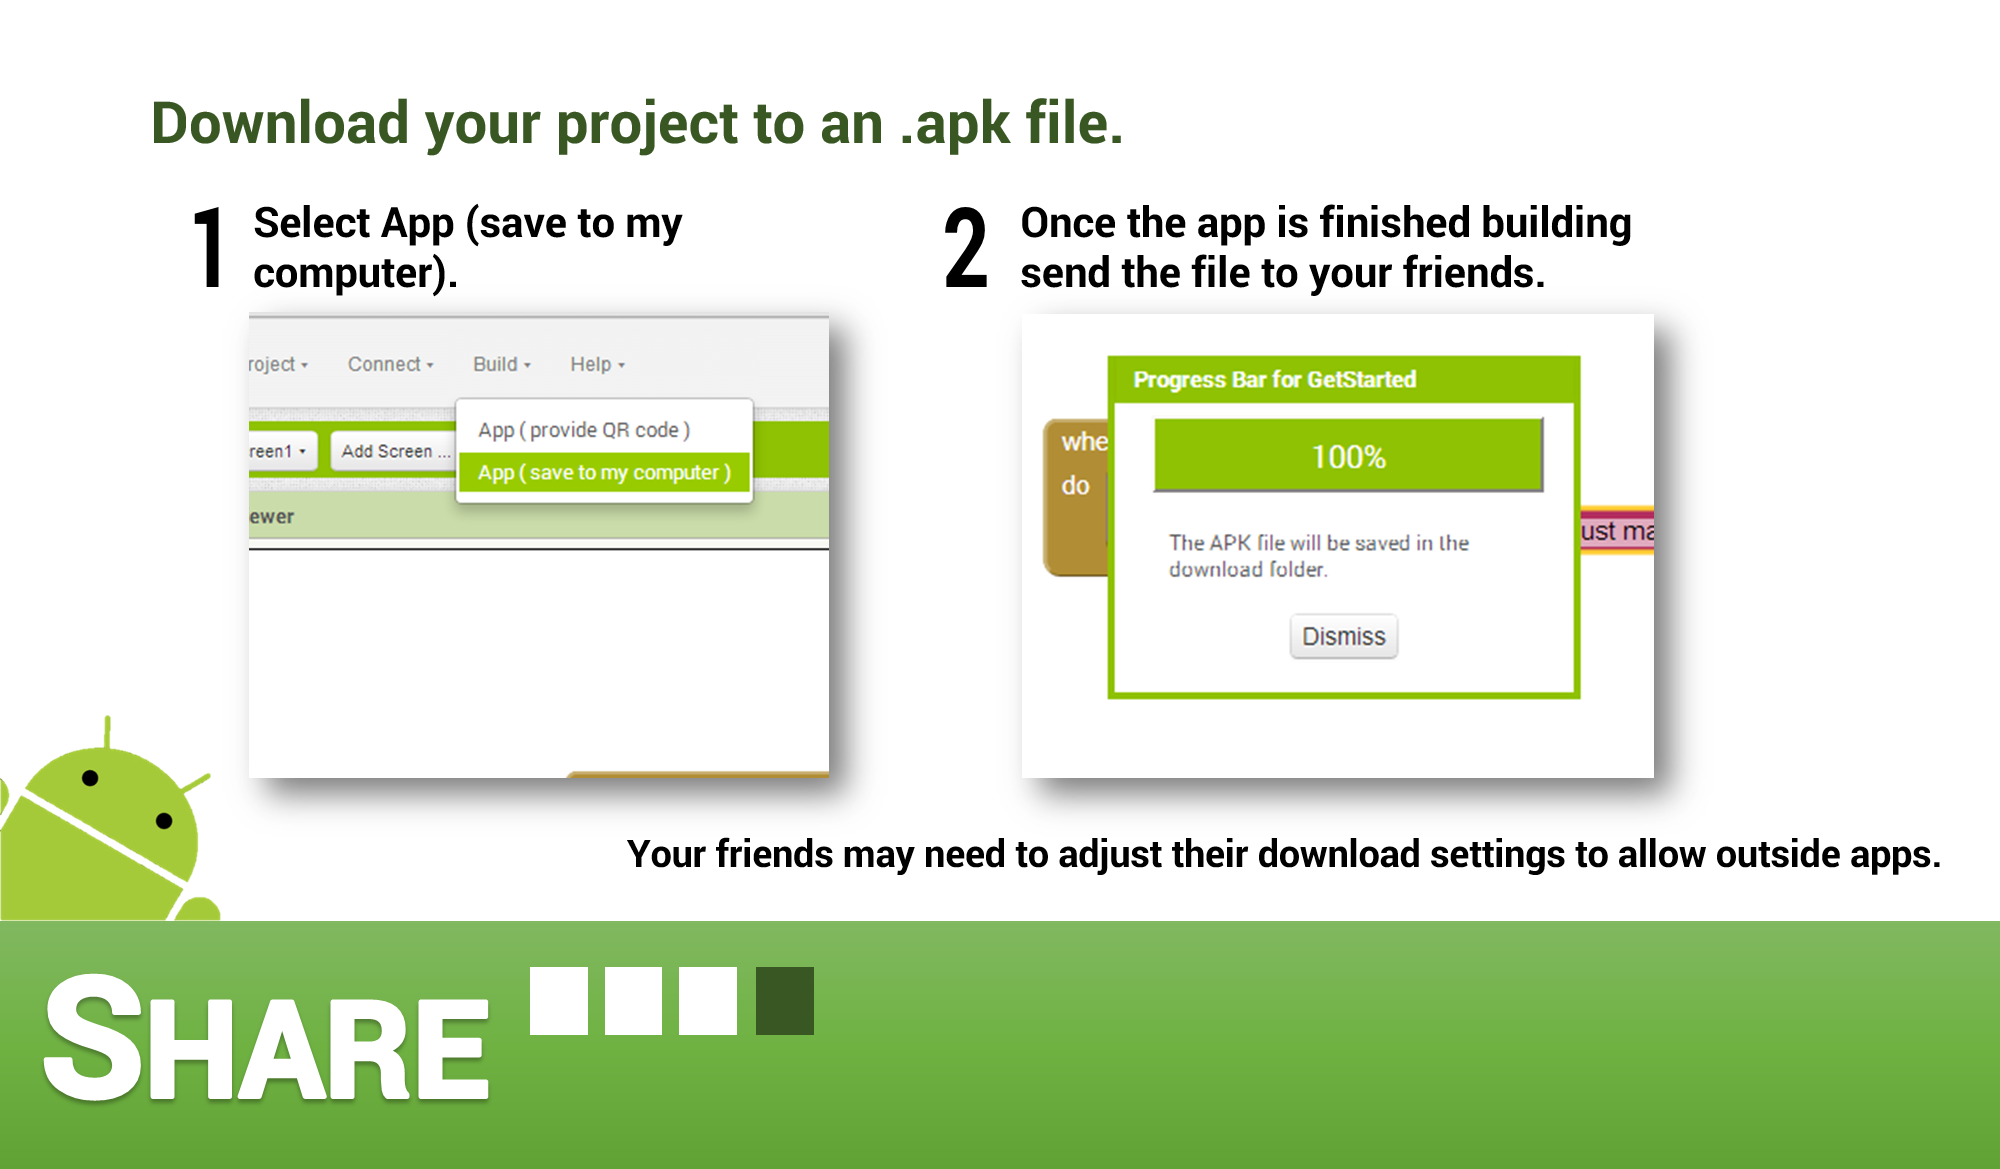 Download your project to an .apk file.
1 Select App (save to my
computer).
roject Connect Build Help
App ( provide QR code )
reen1 Add Screen ...
App ( save to my computer )
ewer
2 Once the app is finished building
send the file to your friends.
Progress Bar for GetStarted
100%
whe
do
ust ma
The APK file will be saved in the
download folder.
Dismiss
Your friends may need to adjust their download settings to allow outside apps.
SHARE